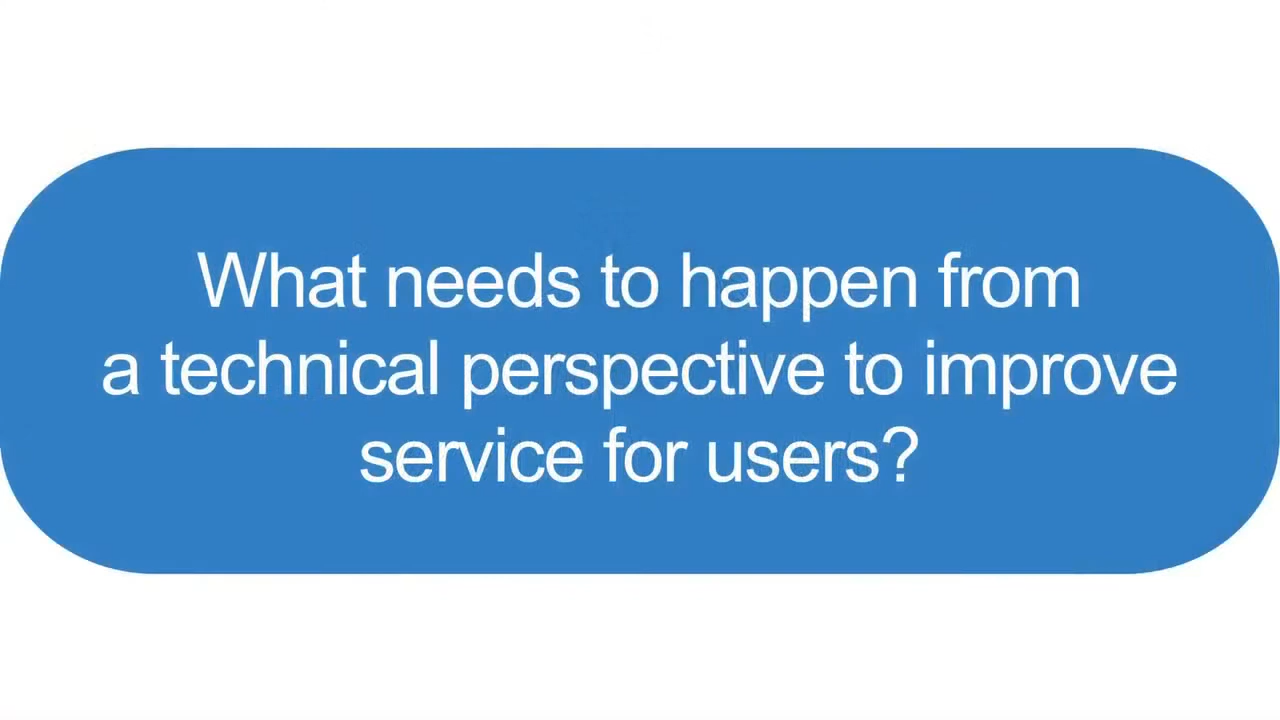 What needs to happen from
a technical perspective to improve
service for users?